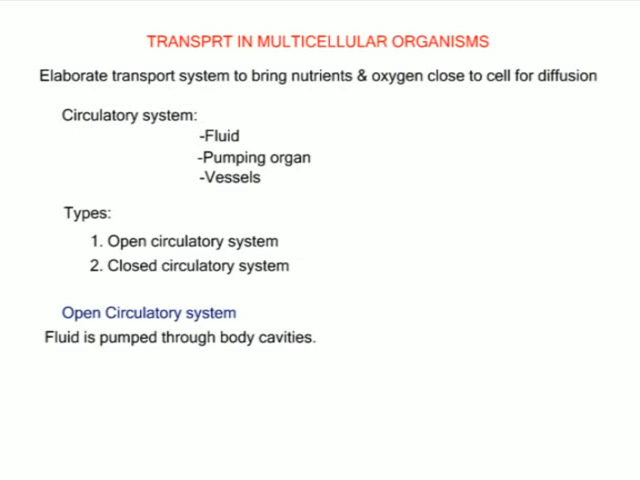 TRANSPRT IN MULTICELLULAR ORGANISMS
Elaborate transport system to bring nutrients & oxygen close to cell for diffusion
Circulatory system:
-Fluid
-Pumping organ
-Vessels
Types:
1. Open circulatory system
2. Closed circulatory system
Open Circulatory system
Fluid is pumped through body cavities.